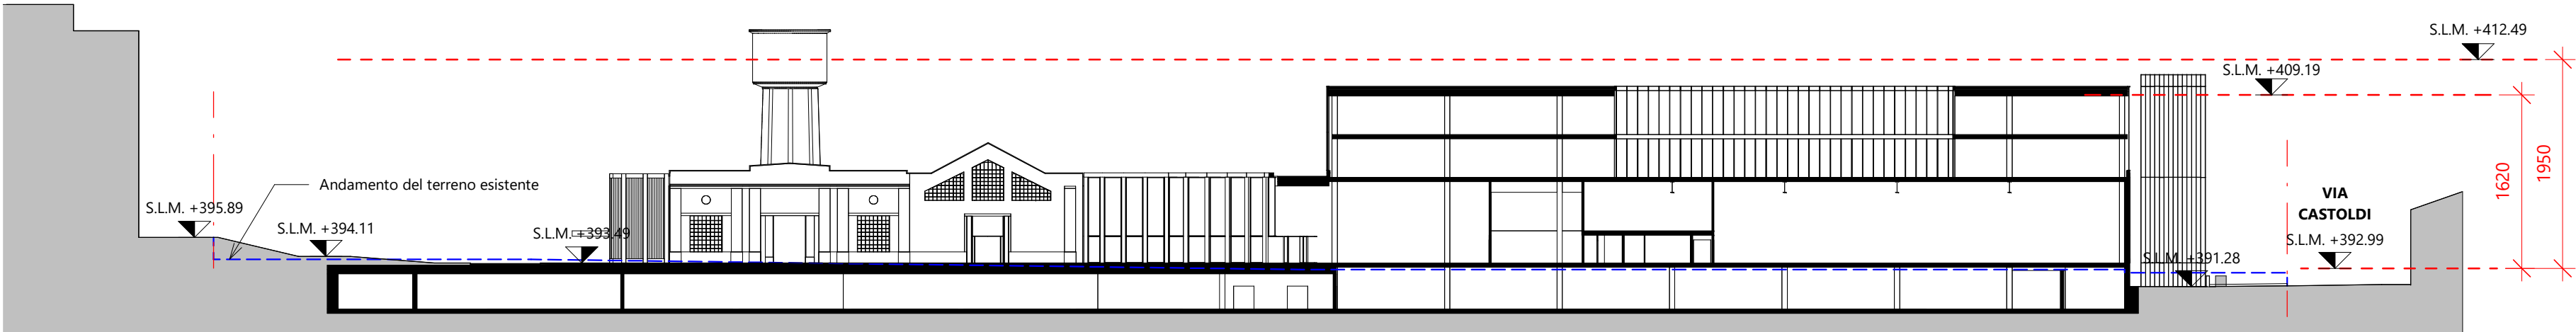 S.L.M. +412.49
S.L.M. +409.19
Andamento del terreno esistente
S.L.M. +395.89
S.L.M. +394.11
S.L.M. +393.49
1620
1950
VIA
CASTOLDI
S.L.M. +392.99
S.L.M. +391.28